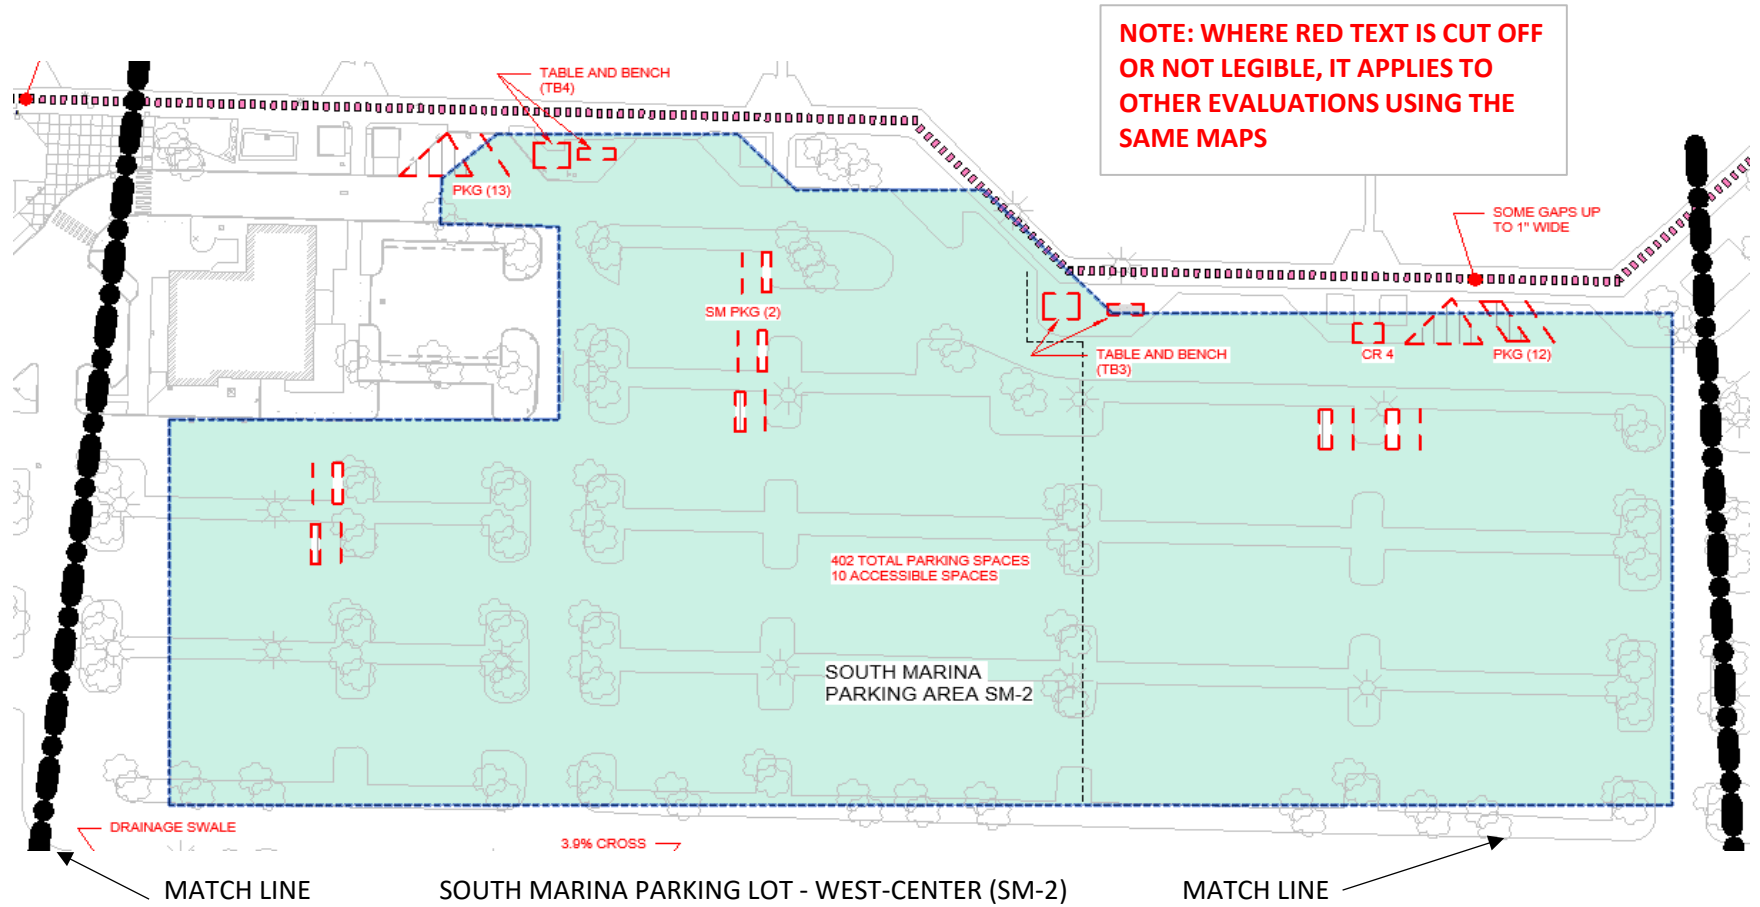 NOTE: WHERE RED TEXT IS CUT OFF
OR NOT LEGIBLE, IT APPLIES TO
OTHER EVALUATIONS USING THE
SAME MAPS
TABLE AND BENCH
(TB4)
PKG (13)
SOME GAPS UP
TO 1" WIDE
SM PKG (2)
TABLE AND BENCH
(TB3)
CR 4
PKG (12)
402 TOTAL PARKING SPACES
10 ACCESSIBLE SPACES
SOUTH MARINA
PARKING AREA SM-2
DRAINAGE SWALE
3.9% CROSS
MATCH LINE
SOUTH MARINA PARKING LOT - WEST-CENTER (SM-2)
MATCH LINE